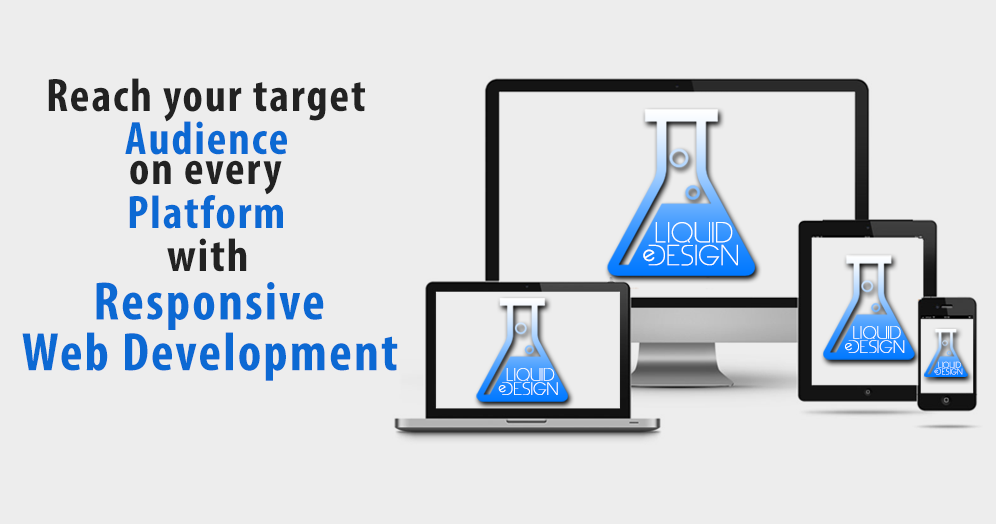 Reach your target
Audience
on every
Platform
with
Responsive
Web Development
LIQUID
eDESIGN
LIQUID
eDESIGN
LIQUID
eDESIGN
LIQUID
eDESIGN